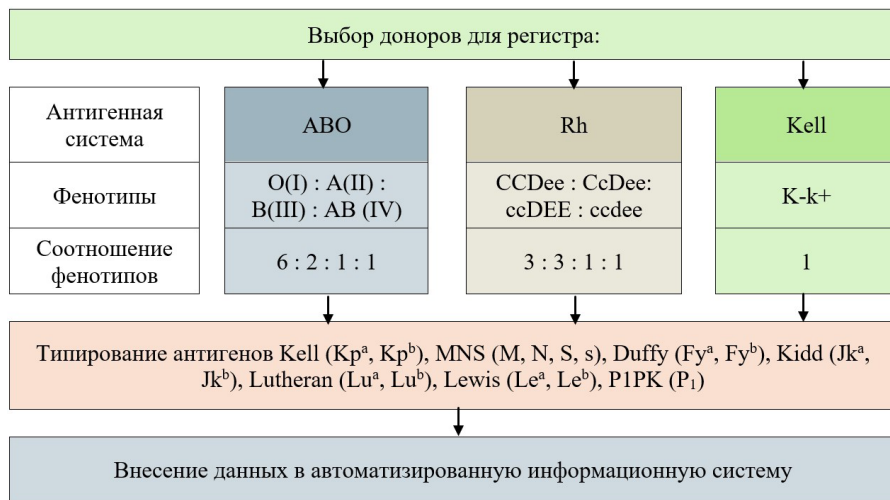 Выбор доноров для регистра:
Антигенная
система
АВО
Rh
Kell
Фенотипы
O(I) : A(II) :
B(III) : AB (IV)
CCDee : CcDee:
ccDEE : ccdee
K-k+
Соотношение
фенотипов
6 : 2 : 1 : 1
3 : 3 : 1 : 1
1
Типирование антигенов Kell (Kpᵃ, Kpᵇ), MNS (M, N, S, s), Duffy (Fyᵃ, Fyᵇ), Kidd (Jkᵃ,
Jkᵇ), Lutheran (Luᵃ, Luᵇ), Lewis (Leᵃ, Leᵇ), P1PK (P₁)
Внесение данных в автоматизированную информационную систему